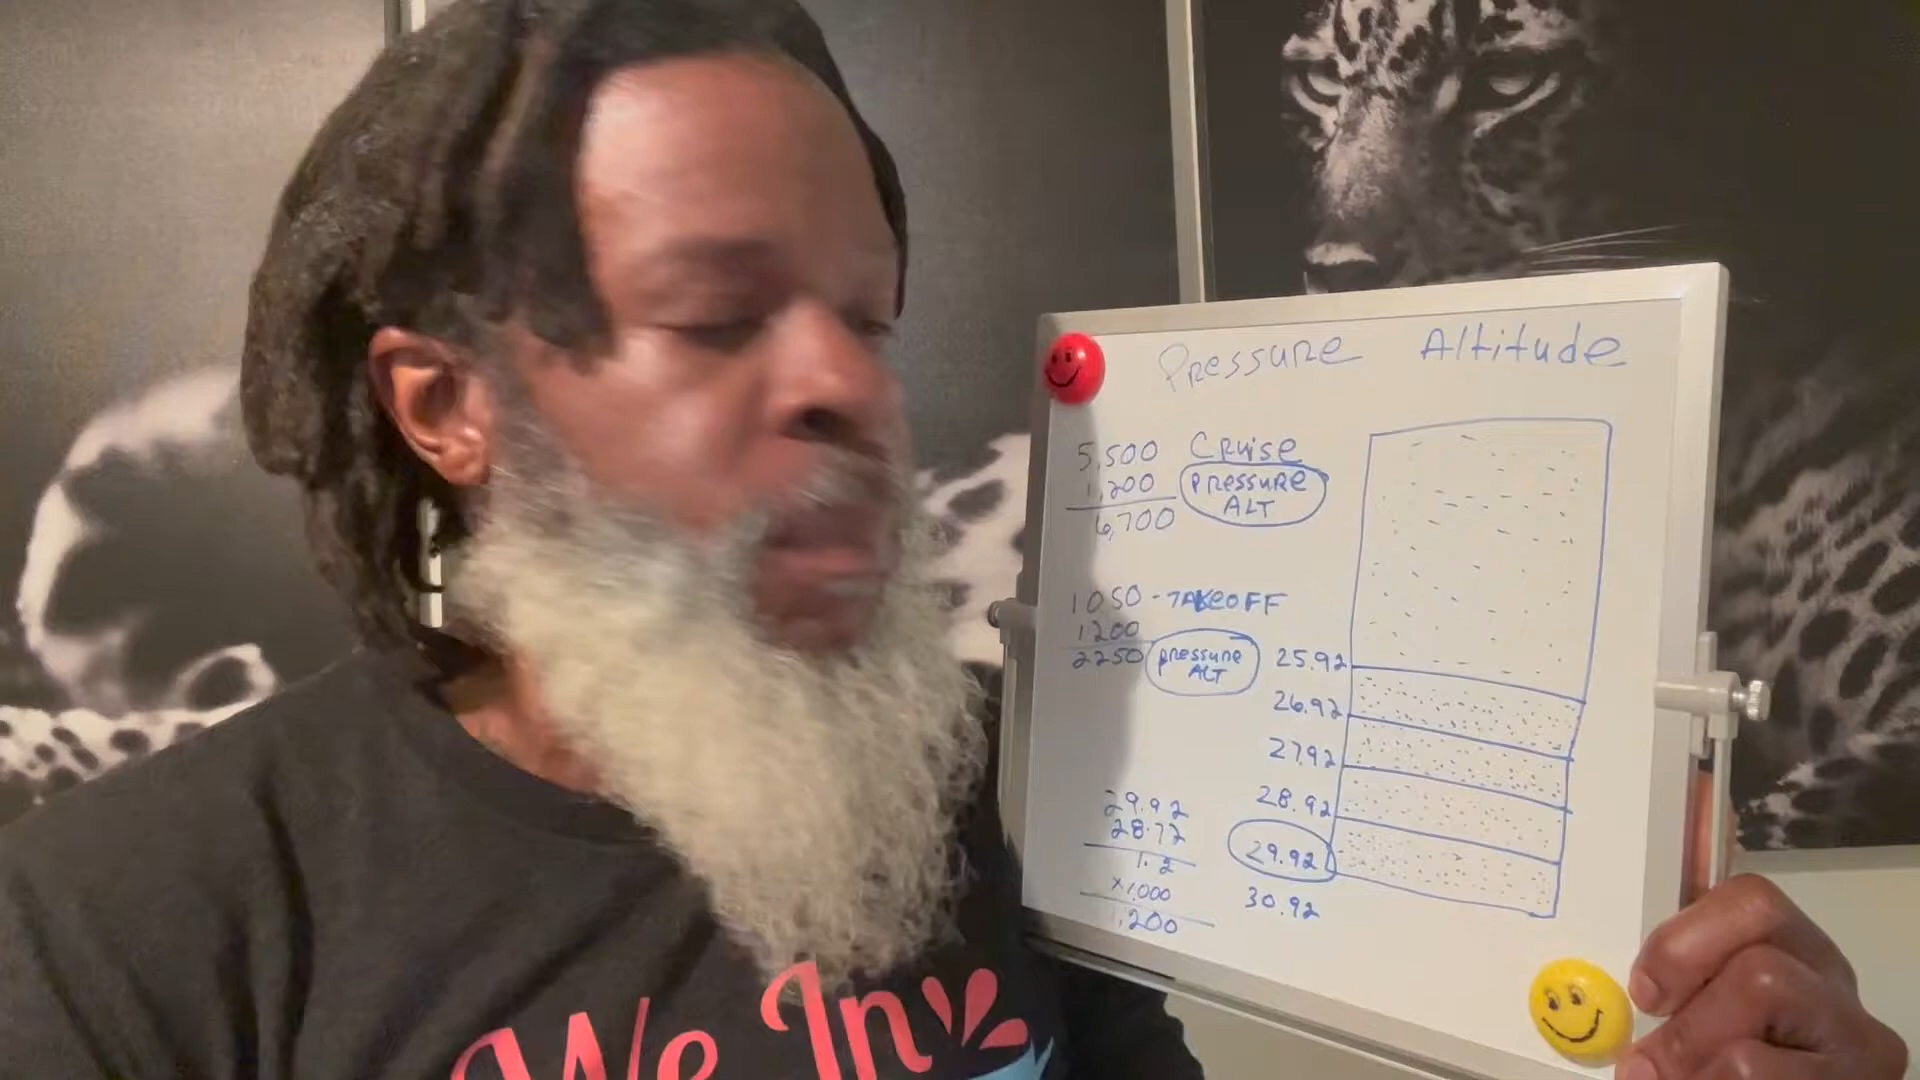 Pressure Altitude
5,500 Cruise
1,200 Pressure
ALT
6,700
1050 - TAKEOFF
1200
2250 pressure
ALT
25.92
26.92
27.92
28.92
29.92
30.92
29.92
28.72
1.2
x1,000
1,200
We In